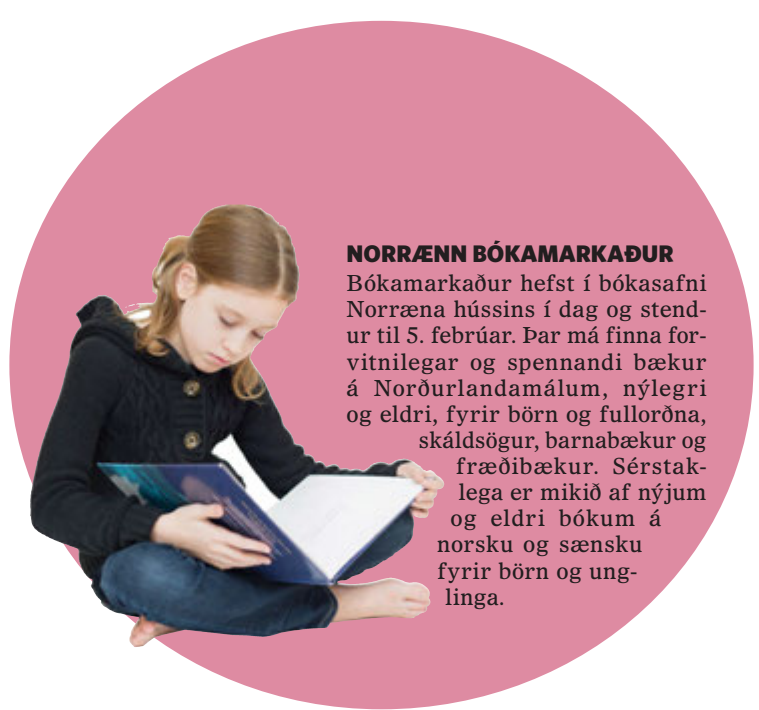 NORRÆNN BÓKAMARKAÐUR
Bókamarkaður hefst í bókasafni
Norræna hússins í dag og stend-
ur til 5. febrúar. Þar má finna for-
vitnilegar og spennandi bækur
á Norðurlandamálum, nýlegri
og eldri, fyrir börn og fullorðna,
skáldsögur, barnabækur og
fræðibækur. Sérstak-
lega er mikið af nýjum
og eldri bókum á
norsku og sænsku
fyrir börn og ung-
linga.